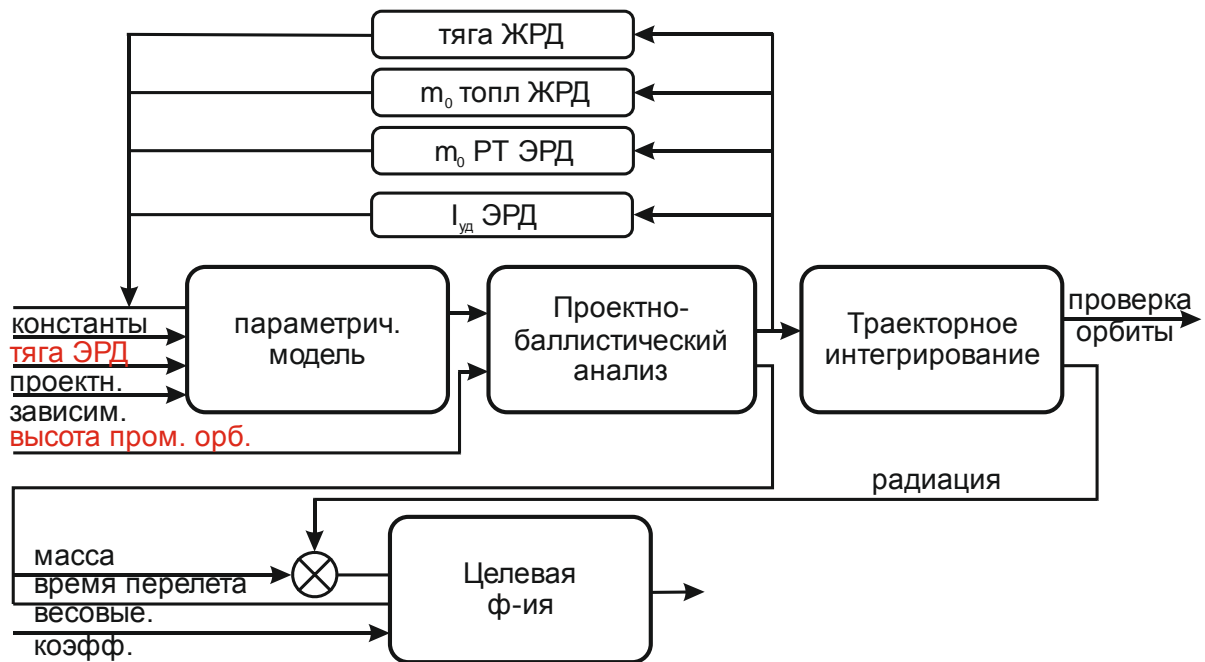 тяга ЖРД
m₀ топл ЖРД
m₀ РТ ЭРД
Iуд ЭРД
константы
тяга ЭРД
проектн.
зависим.
высота пром. орб.
параметрич.
модель
Проектно-
баллистический
анализ
Траекторное
интегрирование
проверка
орбиты
радиация
масса
время перелета
весовые.
коэфф.
Целевая
ф-ия